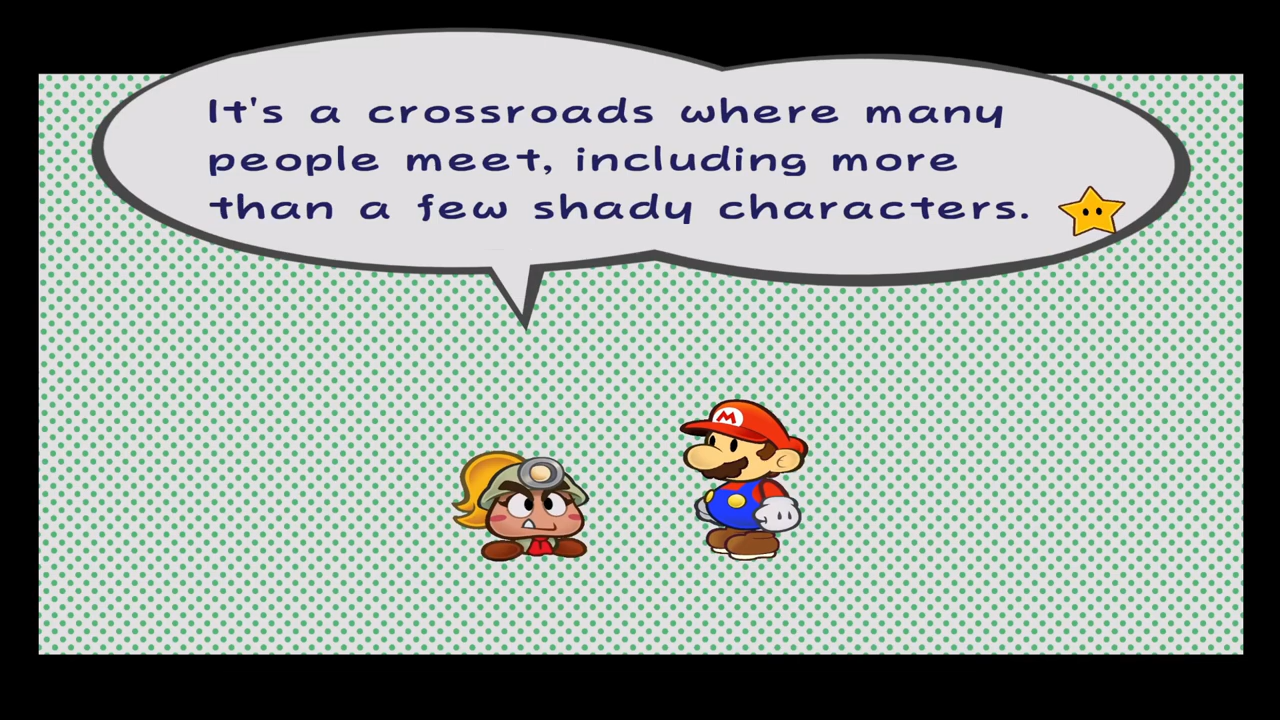 It's a crossroads where many
people meet, including more
than a few shady characters.
M